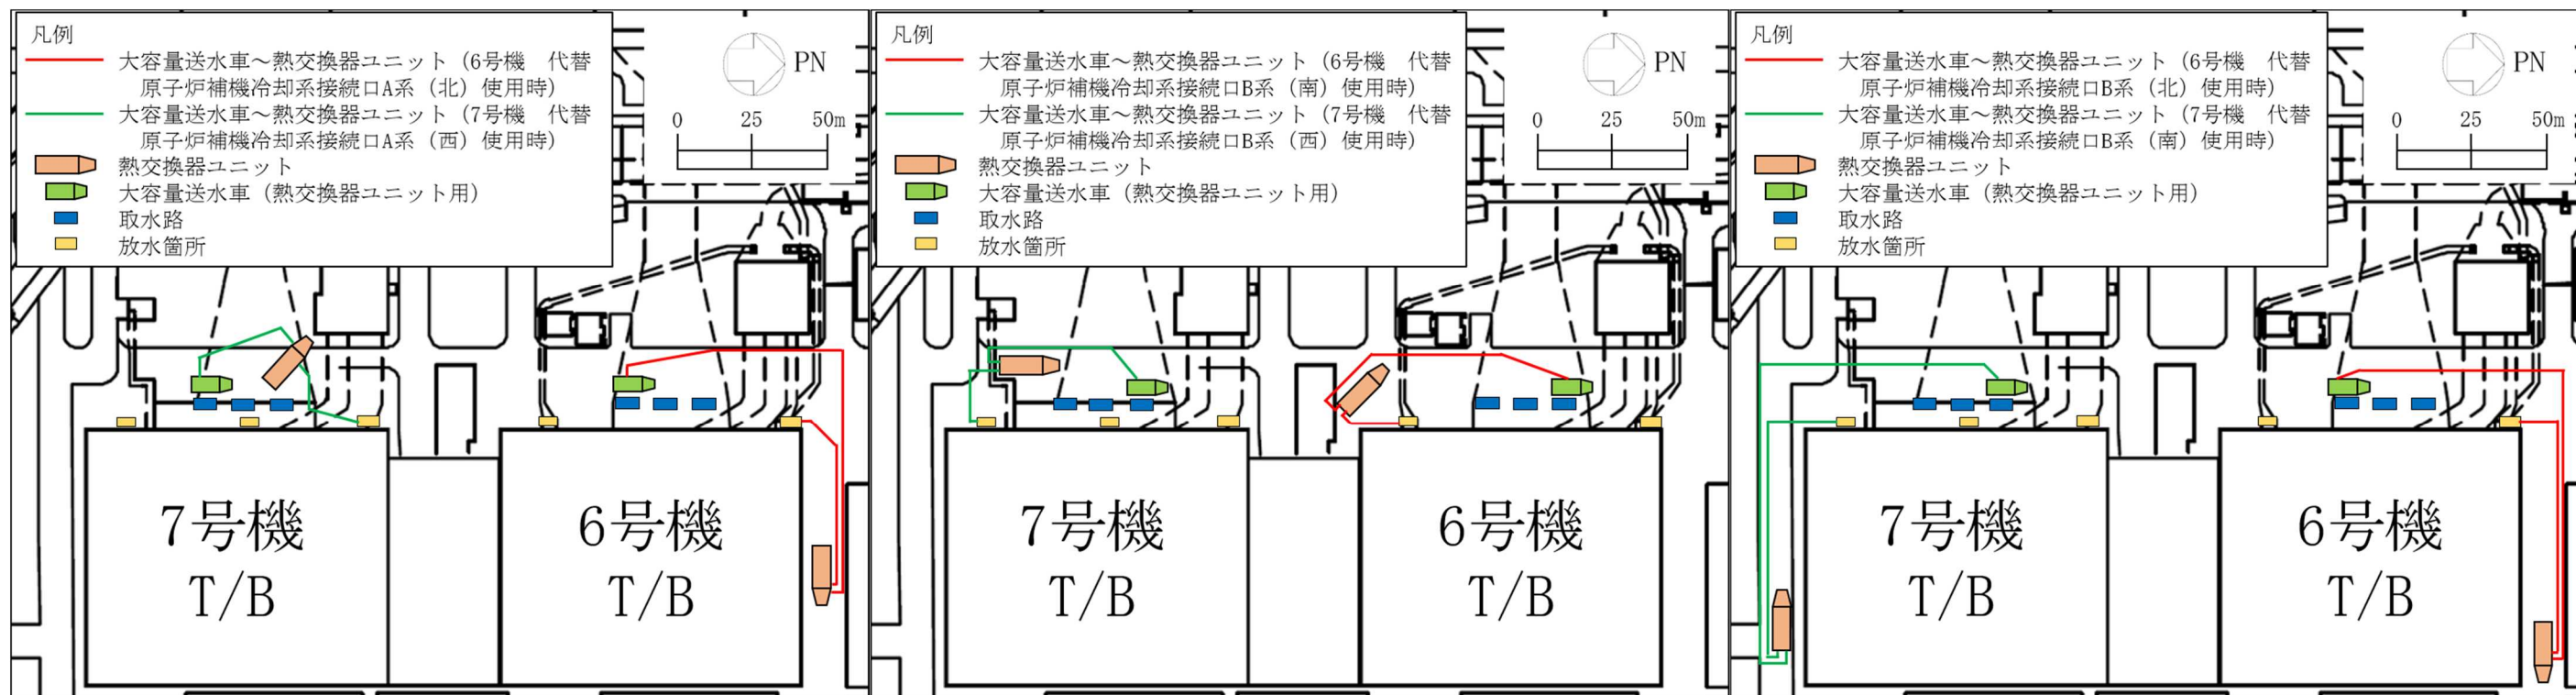 凡例
大容量送水車～熱交換器ユニット（6号機　代替
原子炉補機冷却系接続口A系（北）使用時）
大容量送水車～熱交換器ユニット（7号機　代替
原子炉補機冷却系接続口A系（西）使用時）
熱交換器ユニット
大容量送水車（熱交換器ユニット用）
取水路
放水箇所
PN
0 25 50m
7号機
T/B
6号機
T/B
凡例
大容量送水車～熱交換器ユニット（6号機　代替
原子炉補機冷却系接続口B系（南）使用時）
大容量送水車～熱交換器ユニット（7号機　代替
原子炉補機冷却系接続口B系（西）使用時）
熱交換器ユニット
大容量送水車（熱交換器ユニット用）
取水路
放水箇所
PN
0 25 50m
7号機
T/B
6号機
T/B
凡例
大容量送水車～熱交換器ユニット（6号機　代替
原子炉補機冷却系接続口B系（北）使用時）
大容量送水車～熱交換器ユニット（7号機　代替
原子炉補機冷却系接続口B系（南）使用時）
熱交換器ユニット
大容量送水車（熱交換器ユニット用）
取水路
放水箇所
PN
0 25 50m
7号機
T/B
6号機
T/B